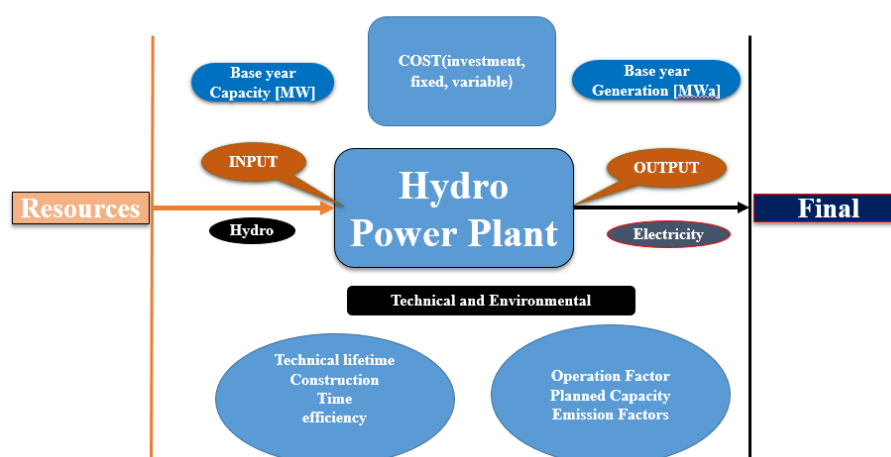 COST(investment,
fixed, variable)
Base year
Capacity [MW]
Base year
Generation [MWa]
INPUT
OUTPUT
Hydro
Power Plant
Resources
Final
Hydro
Electricity
Technical and Environmental
Technical lifetime
Construction
Time
efficiency
Operation Factor
Planned Capacity
Emission Factors